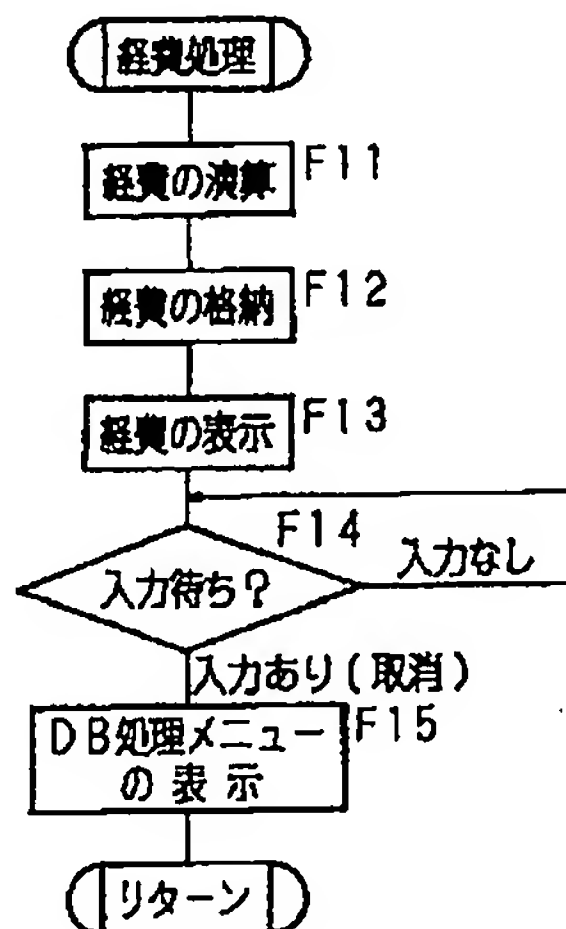 経費処理
経費の演算
F11
経費の格納
F12
経費の表示
F13
F14
入力待ち?
入力なし
入力あり(取消)
DB処理メニュー
の表示
F15
リターン